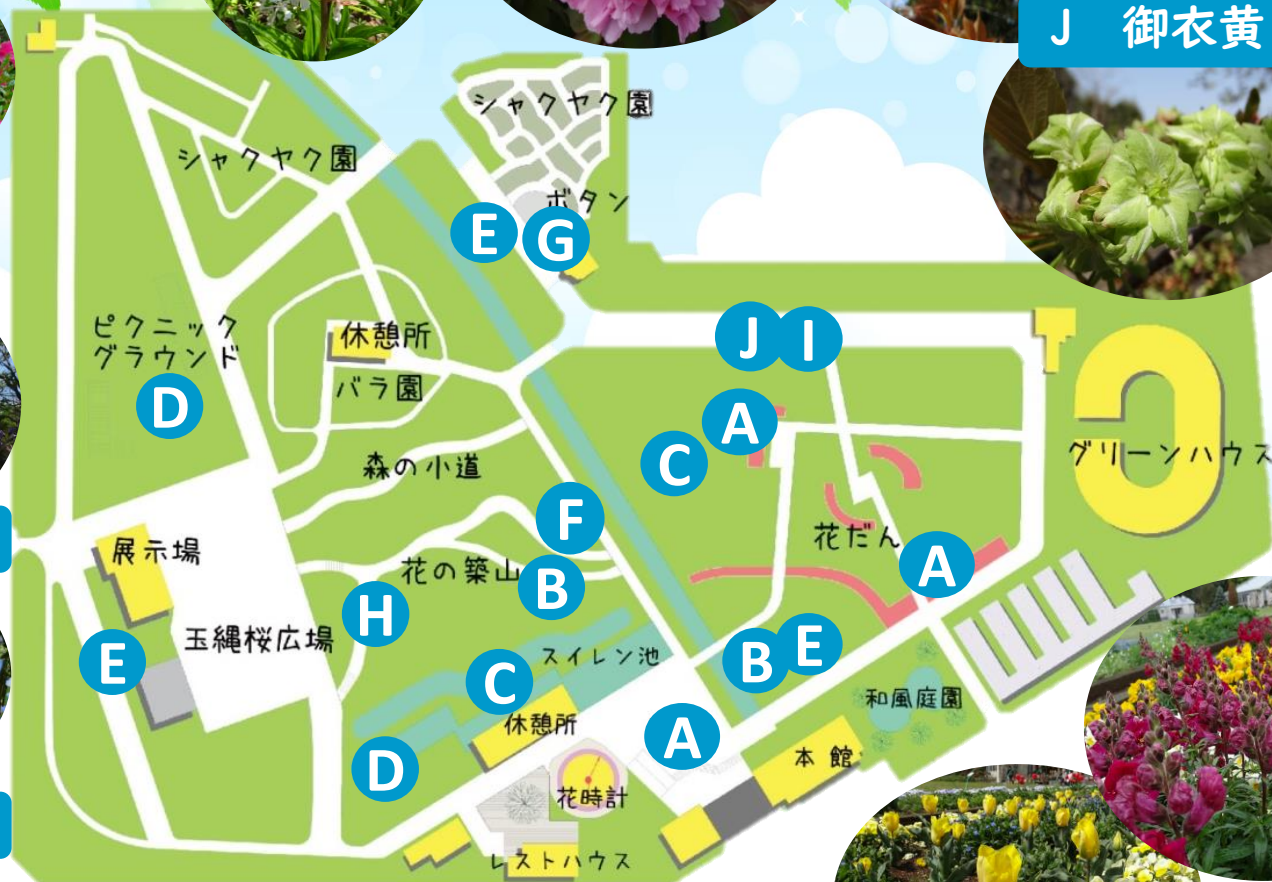 J 御衣黄
シャクヤク園
シャクヤク園
ボタン
E G
ピクニック
グラウンド
D
休憩所
バラ園
J I
A
C
グリーンハウス
森の小道
F
花だん
展示場
花の築山
B
A
H
玉縄桜広場
E
スイレン池
B E
C
和風庭園
休憩所
A
D
本館
花時計
レストハウス